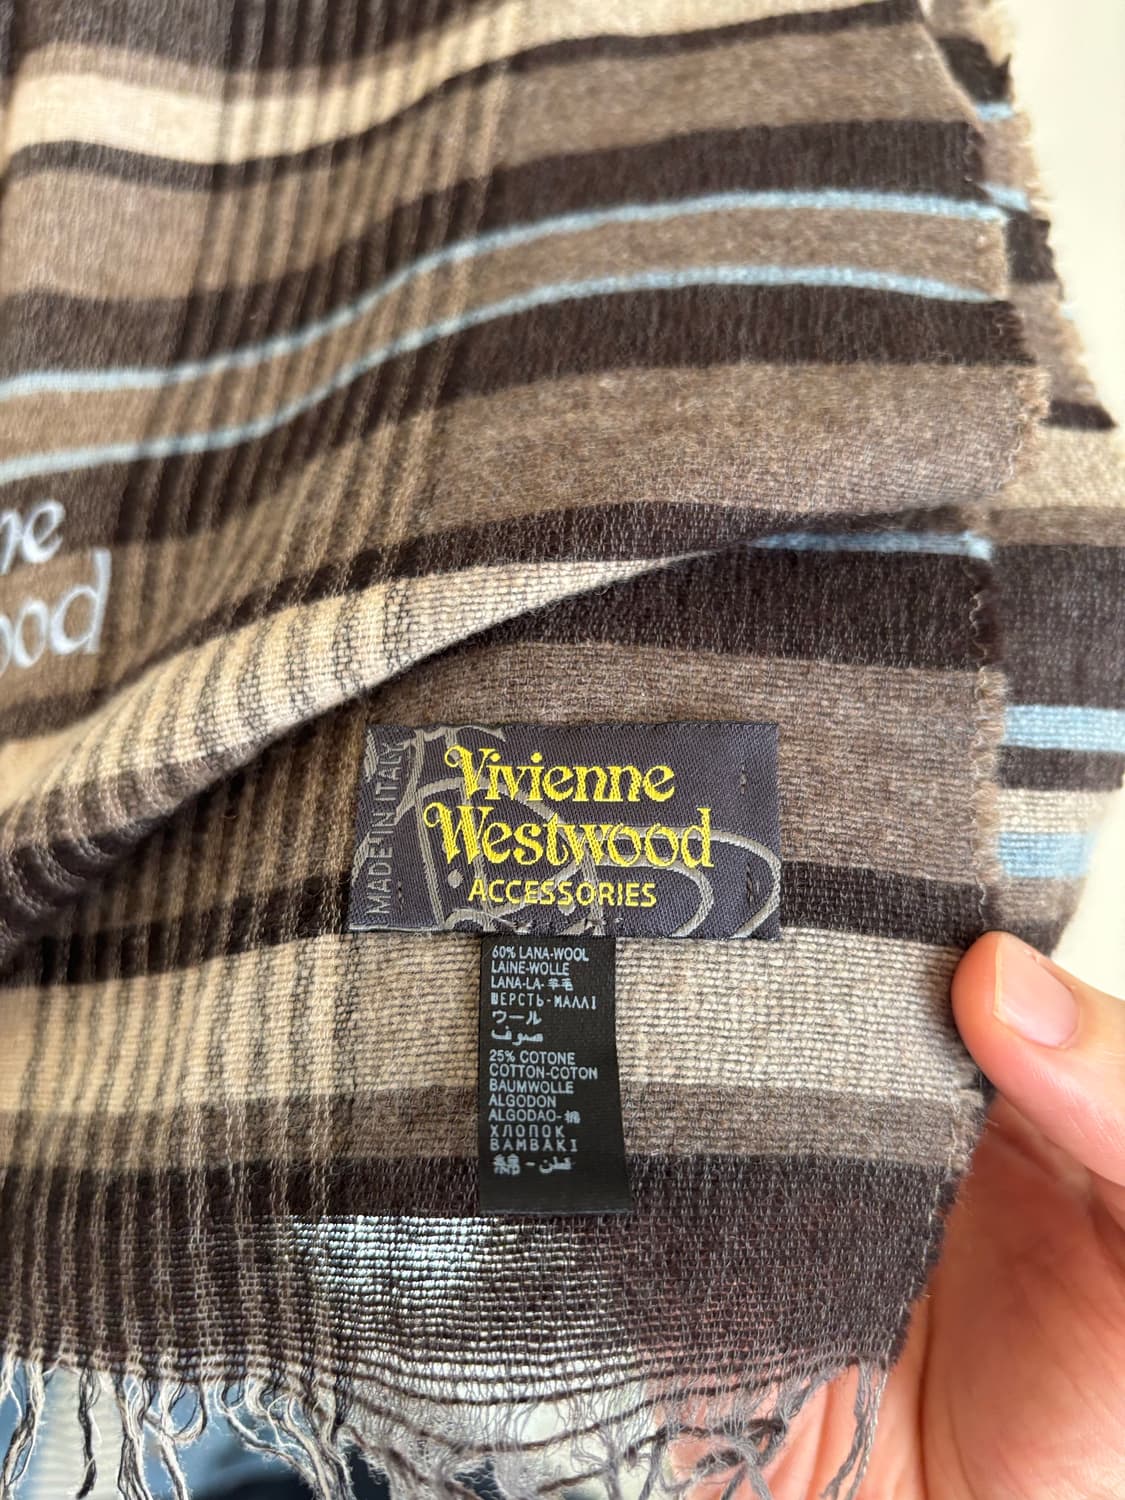 ne
ood
MADE IN ITALY
Vivienne
Westwood
ACCESSORIES
60% LANA-WOOL
LAINE-WOLLE
LANA-LA-羊毛
ШЕРСТЬ-ΜΑΛΛΙ
ウール
صوف
25% COTONE
COTTON-COTON
BAUMWOLLE
ALGODON
ALGODAO-棉
ХЛОПОК
BAMBAKI
綿 - قطن